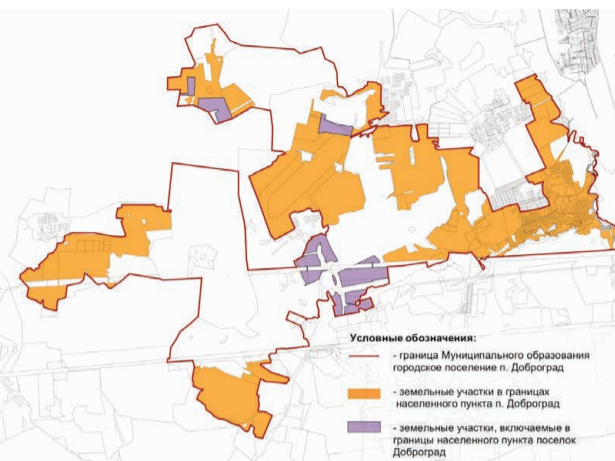 Условные обозначения:
- граница Муниципального образования
городское поселение п. Доброград
- земельные участки в границах
населенного пункта п. Доброград
- земельные участки, включаемые в
границы населенного пункта поселок
Доброград